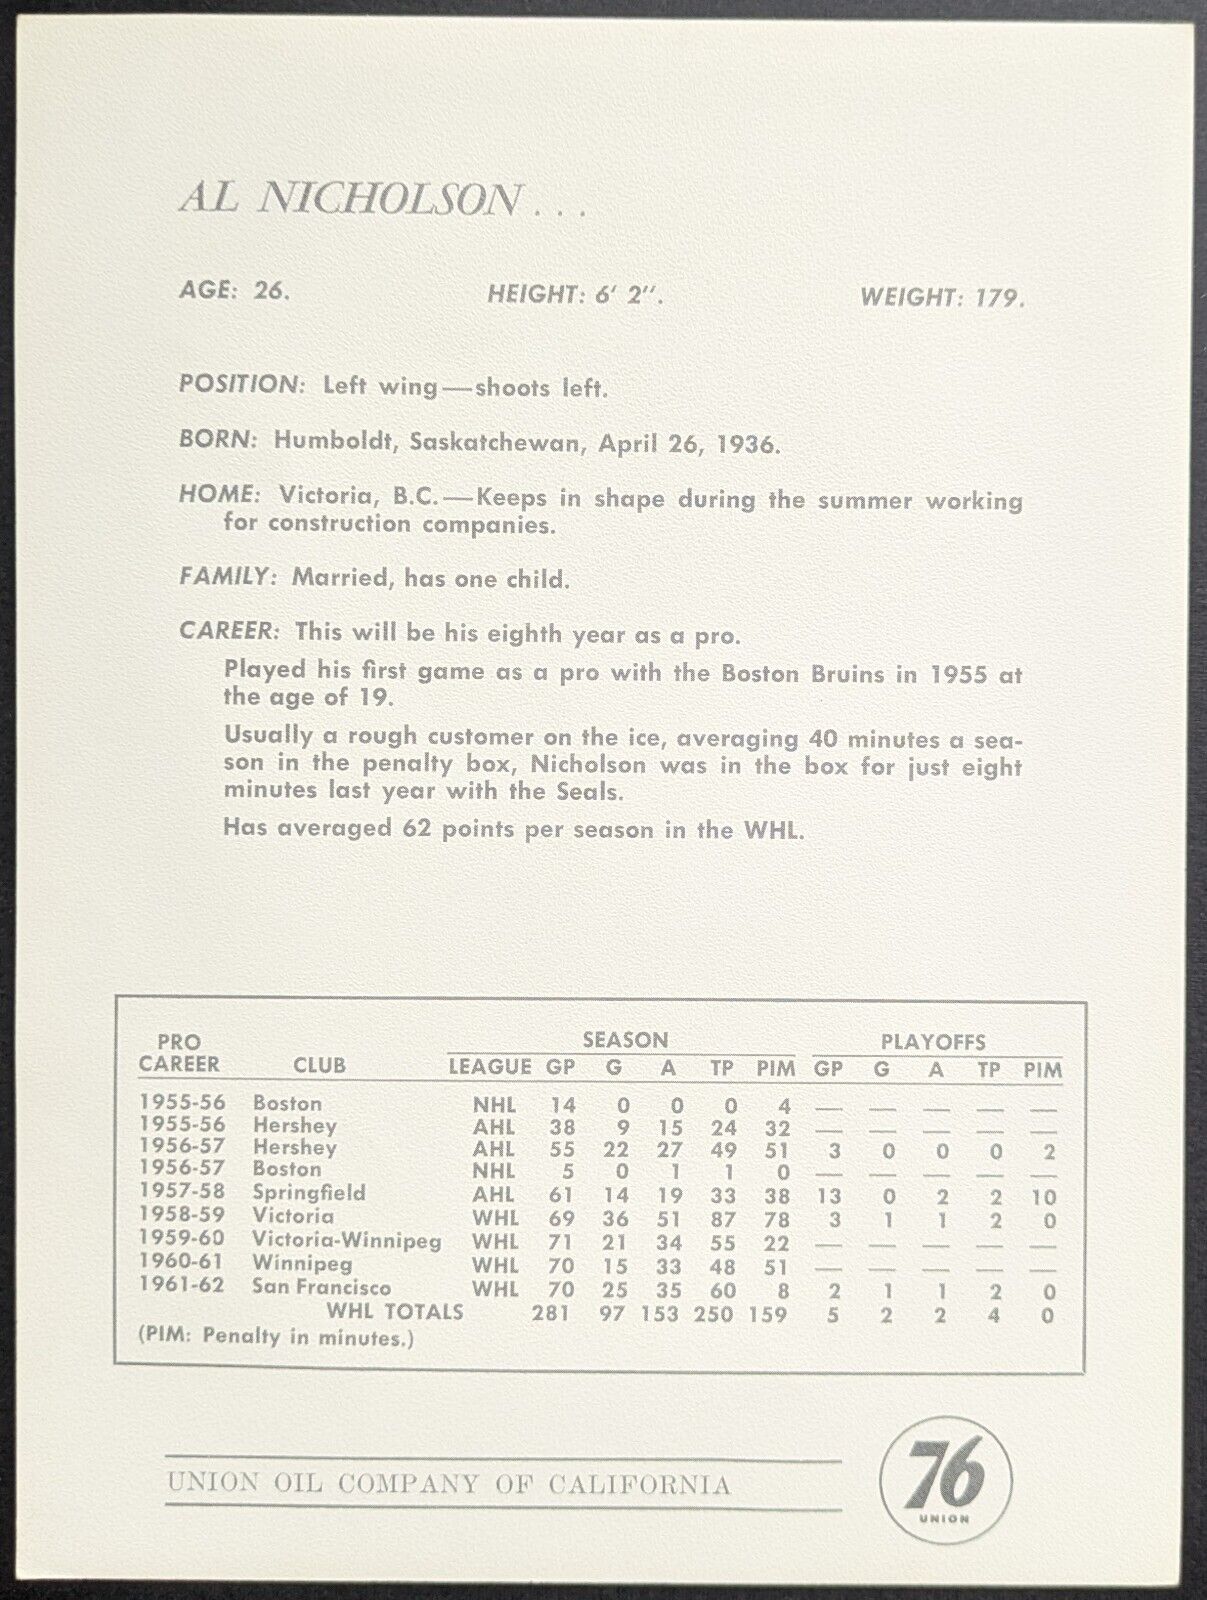 AL NICHOLSON . . .
AGE: 26. HEIGHT: 6' 2". WEIGHT: 179.
POSITION: Left wing—shoots left.
BORN: Humboldt, Saskatchewan, April 26, 1936.
HOME: Victoria, B.C.—Keeps in shape during the summer working
for construction companies.
FAMILY: Married, has one child.
CAREER: This will be his eighth year as a pro.
Played his first game as a pro with the Boston Bruins in 1955 at
the age of 19.
Usually a rough customer on the ice, averaging 40 minutes a sea-
son in the penalty box, Nicholson was in the box for just eight
minutes last year with the Seals.
Has averaged 62 points per season in the WHL.
PRO SEASON PLAYOFFS
CAREER CLUB LEAGUE GP G A TP PIM GP G A TP PIM
1955-56 Boston NHL 14 0 0 0 4 — — — — —
1955-56 Hershey AHL 38 9 15 24 32 — — — — —
1956-57 Hershey AHL 55 22 27 49 51 3 0 0 0 2
1956-57 Boston NHL 5 0 1 1 0 — — — — —
1957-58 Springfield AHL 61 14 19 33 38 13 0 2 2 10
1958-59 Victoria WHL 69 36 51 87 78 3 1 1 2 0
1959-60 Victoria-Winnipeg WHL 71 21 34 55 22 — — — — —
1960-61 Winnipeg WHL 70 15 33 48 51 — — — — —
1961-62 San Francisco WHL 70 25 35 60 8 2 1 1 2 0
WHL TOTALS 281 97 153 250 159 5 2 2 4 0
(PIM: Penalty in minutes.)
UNION OIL COMPANY OF CALIFORNIA
76
UNION